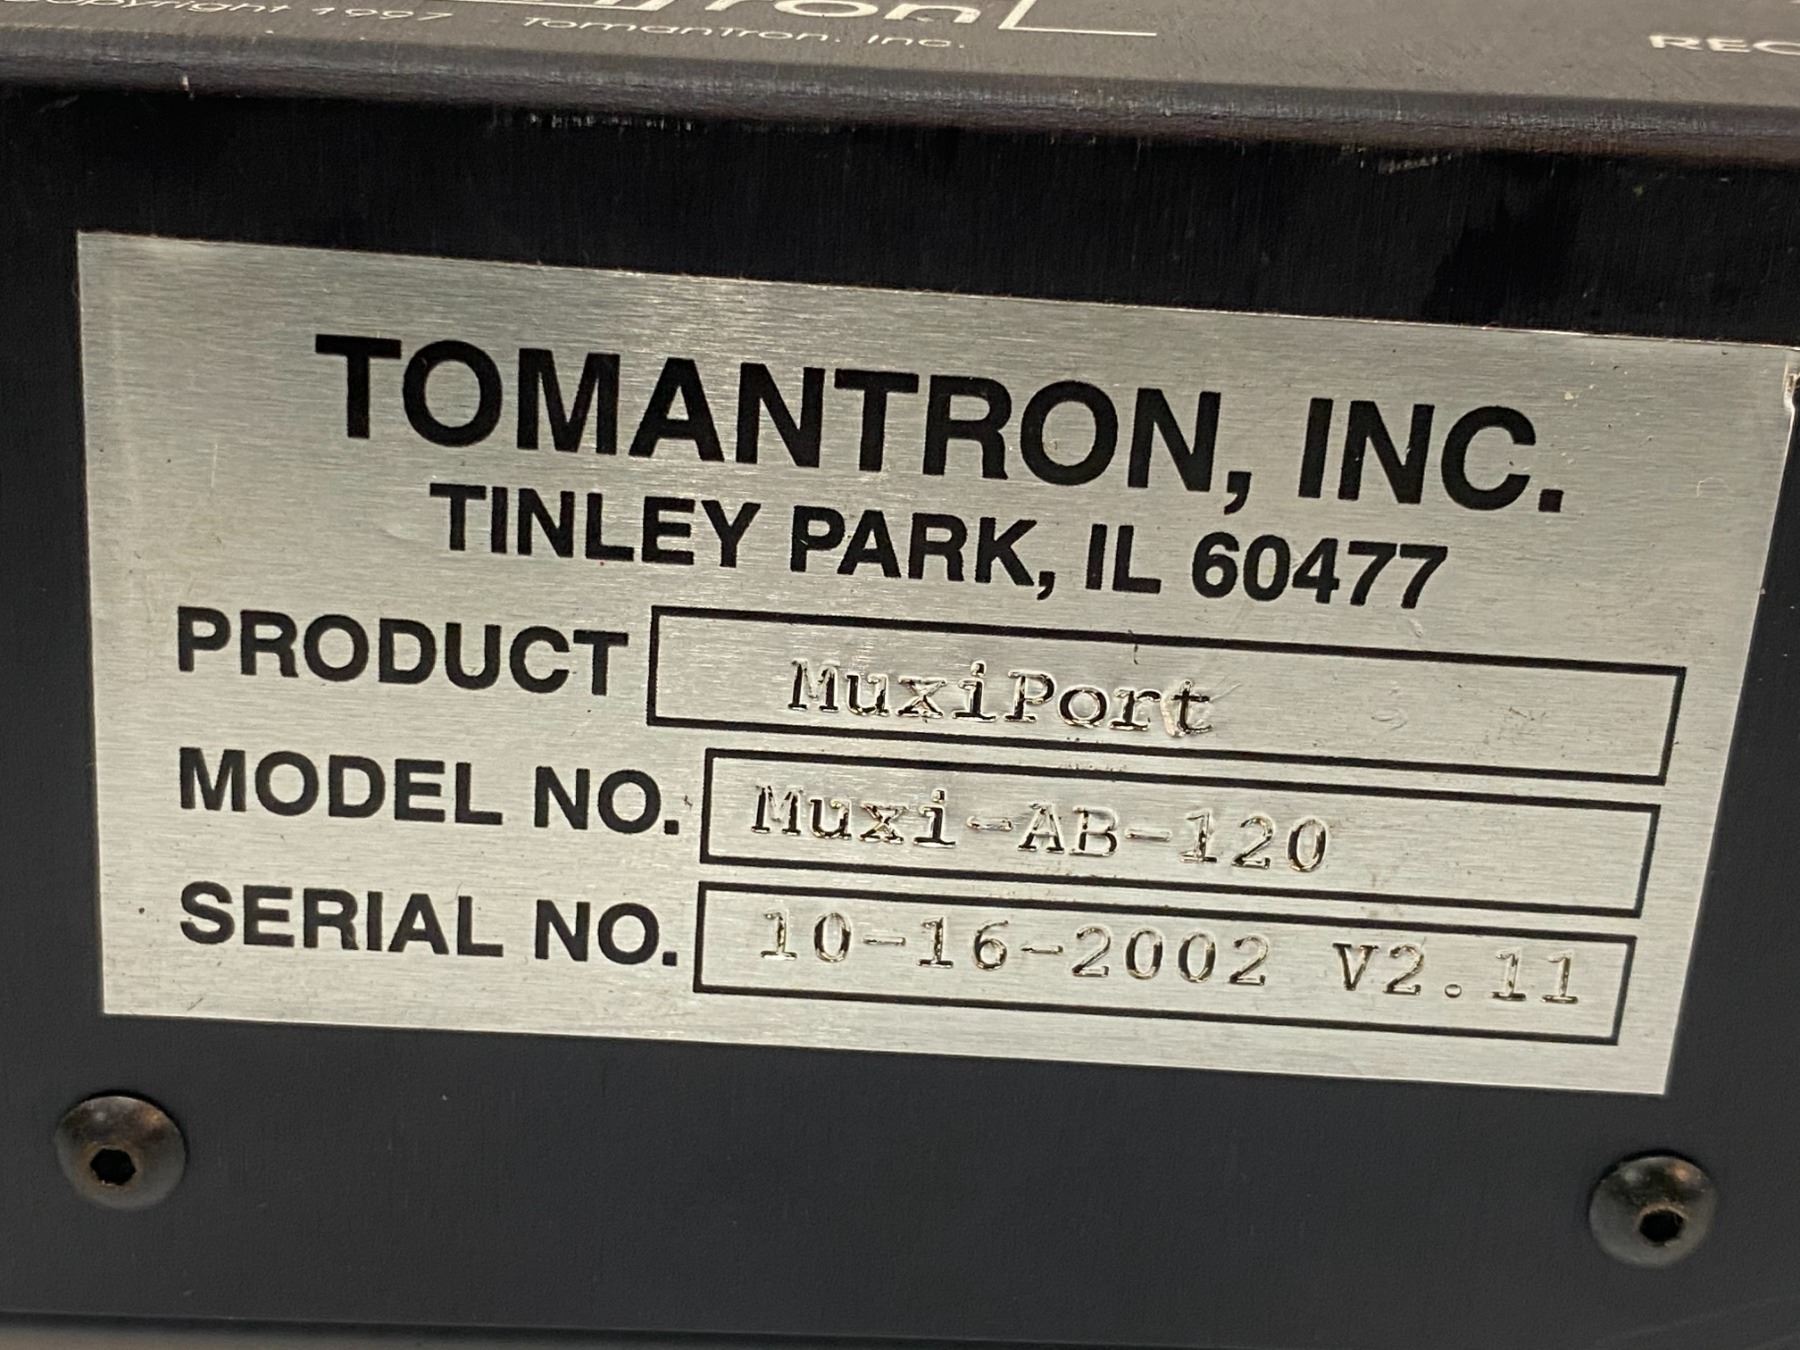 Copyright 1997 Tomantron, Inc.
TOMANTRON, INC.
TINLEY PARK, IL 60477
PRODUCT MuxiPort
MODEL NO. Muxi-AB-120
SERIAL NO. 10-16-2002 V2.11